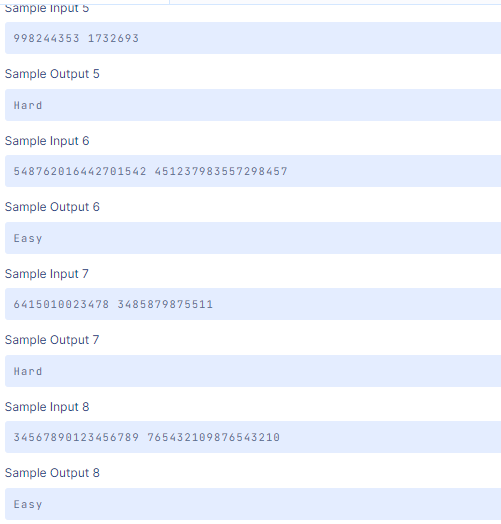 Sample Input 5
998244353 1732693
Sample Output 5
Hard
Sample Input 6
548762016442701542 451237983557298457
Sample Output 6
Easy
Sample Input 7
6415010023478 3485879875511
Sample Output 7
Hard
Sample Input 8
34567890123456789 765432109876543210
Sample Output 8
Easy